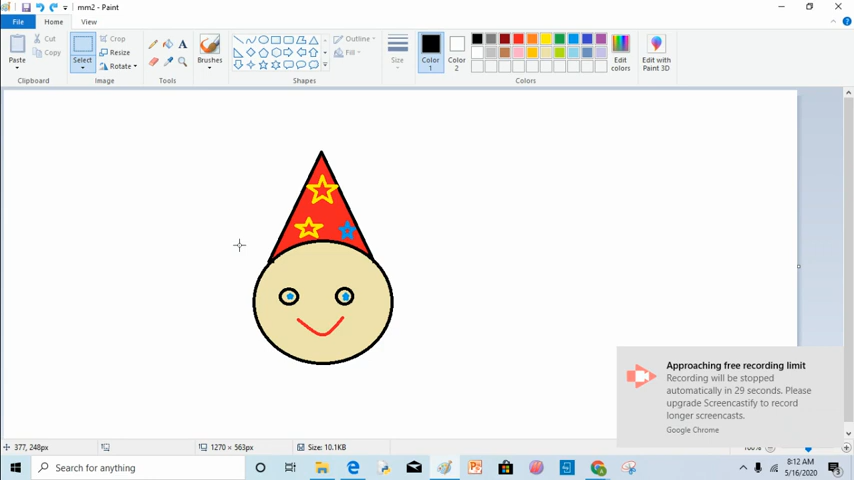 mm2 - Paint
File
Home
View
Paste
Cut
Copy
Clipboard
Select
Crop
Resize
Rotate
Image
A
Tools
Brushes
Outline
Fill
Shapes
Size
Color 1
Color 2
Colors
Edit colors
Edit with Paint 3D
Approaching free recording limit
Recording will be stopped
automatically in 29 seconds. Please
upgrade Screencastify to record
longer screencasts.
Google Chrome
377, 248px
1270 × 563px
Size: 10.1KB
Search for anything
8:12 AM
5/16/2020
3